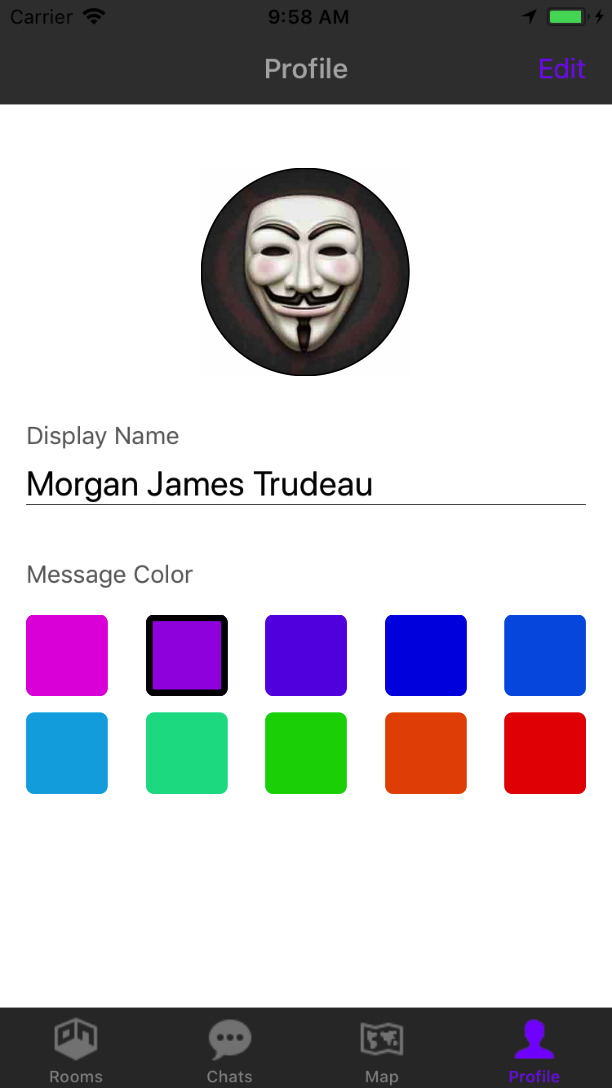 Carrier 9:58 AM
Profile Edit
Display Name
Morgan James Trudeau
Message Color
Rooms Chats Map Profile